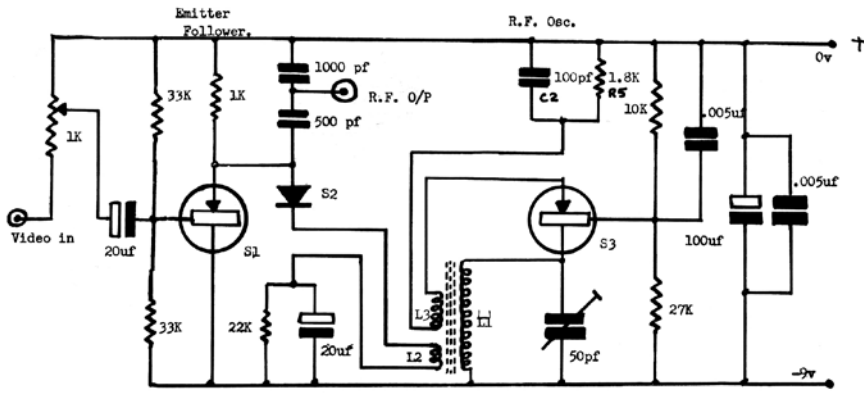 Emitter
Follower.
R.F. Osc.
+
0v
1000 pf
100pf
C2
1.8K
R5
33K
1K
R.F. O/P
10K
.005uf
1K
500 pf
.005uf
S2
Video in
20uf
S1
S3
100uf
33K
22K
20uf
L3
L1
L2
50pf
27K
-9v